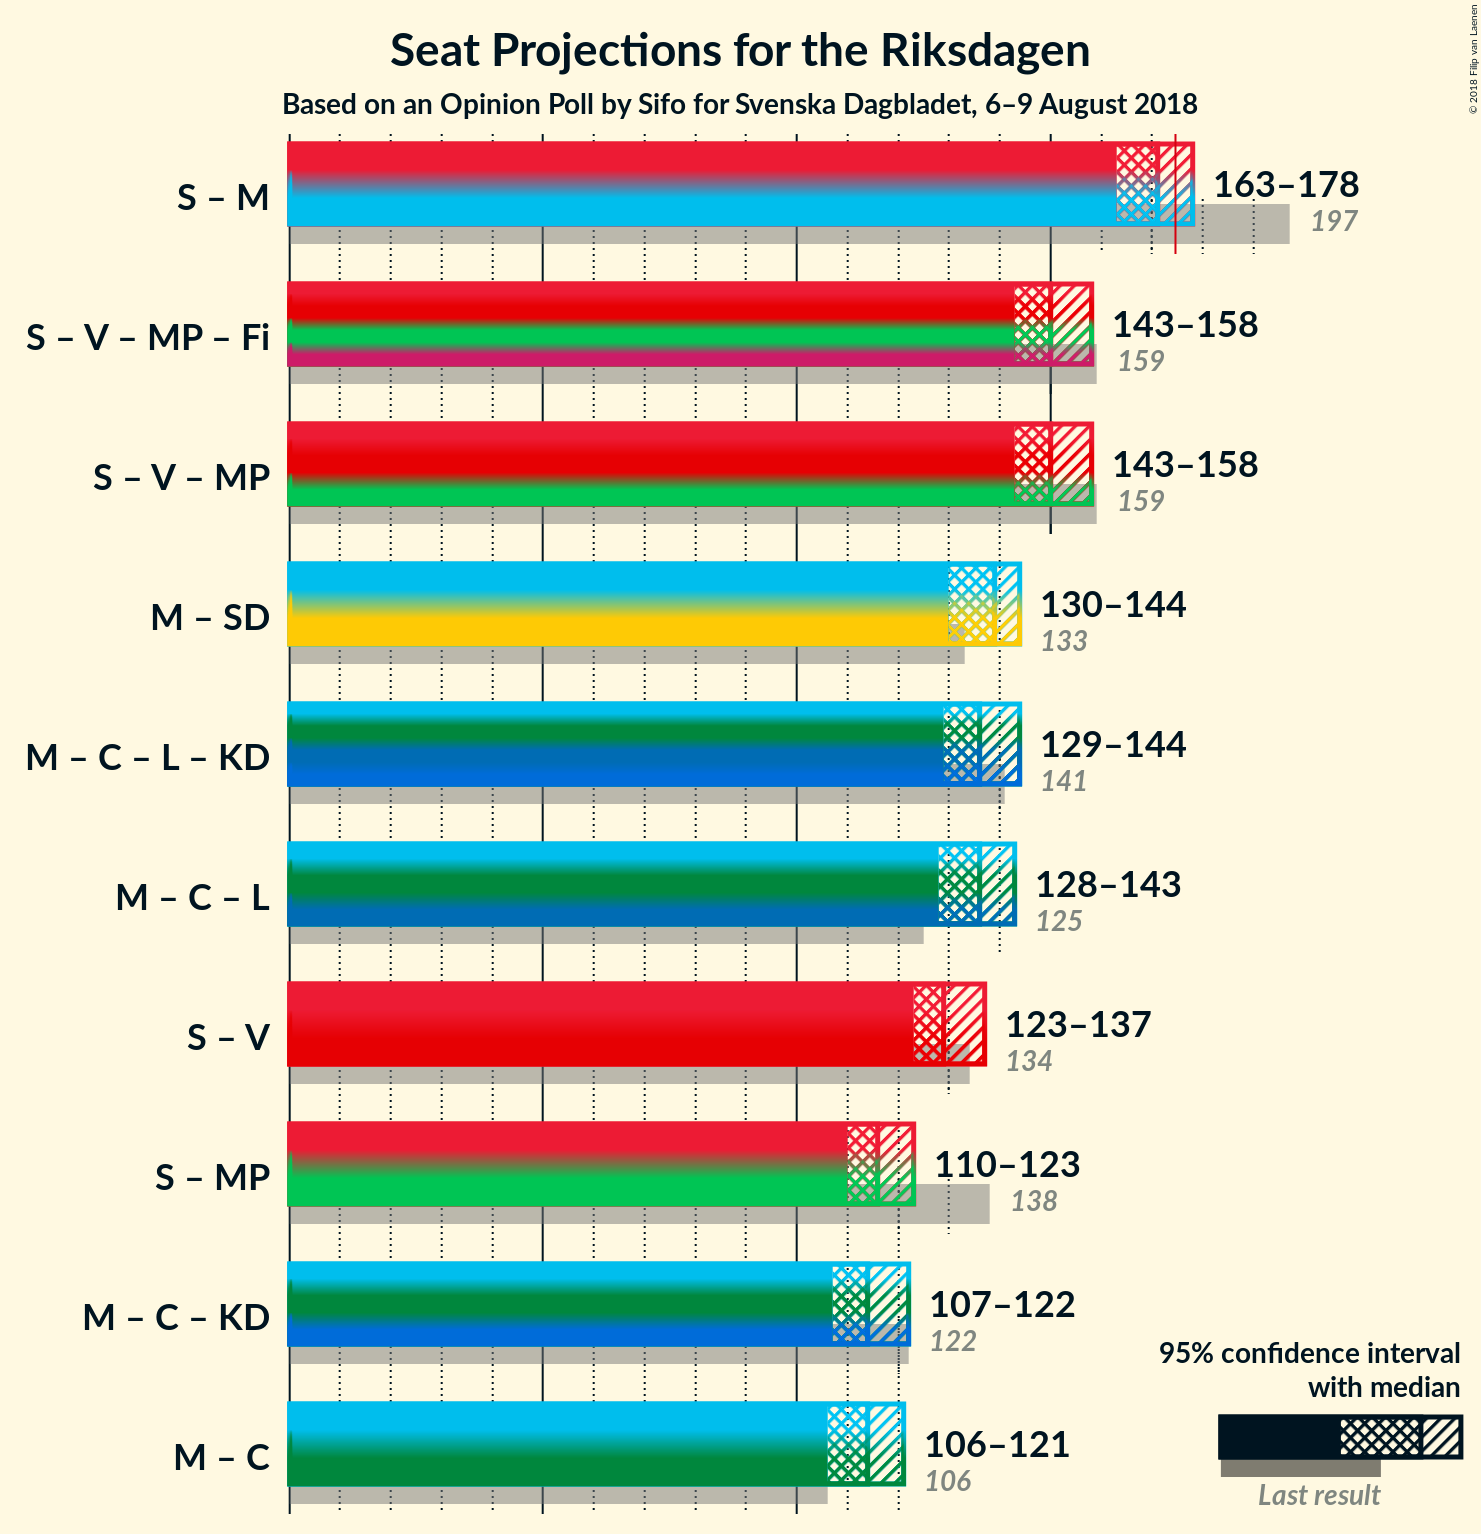 Seat Projections for the Riksdagen
Based on an Opinion Poll by Sifo for Svenska Dagbladet, 6–9 August 2018
© 2018 Filip van Laenen
S – M
163–178
197
S – V – MP – Fi
143–158
159
S – V – MP
143–158
159
M – SD
130–144
133
M – C – L – KD
129–144
141
M – C – L
128–143
125
S – V
123–137
134
S – MP
110–123
138
M – C – KD
107–122
122
M – C
106–121
106
95% confidence interval
with median
Last result